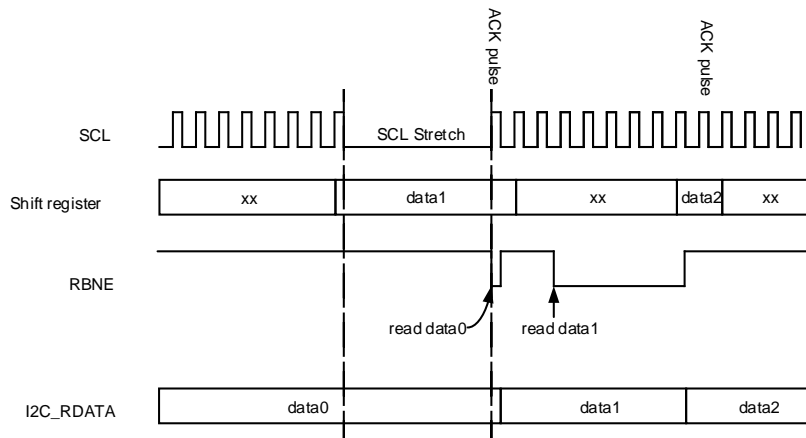 ACK pulse
ACK pulse
SCL
SCL Stretch
Shift register
xx
data1
xx
data2
xx
RBNE
read data0
read data1
I2C_RDATA
data0
data1
data2